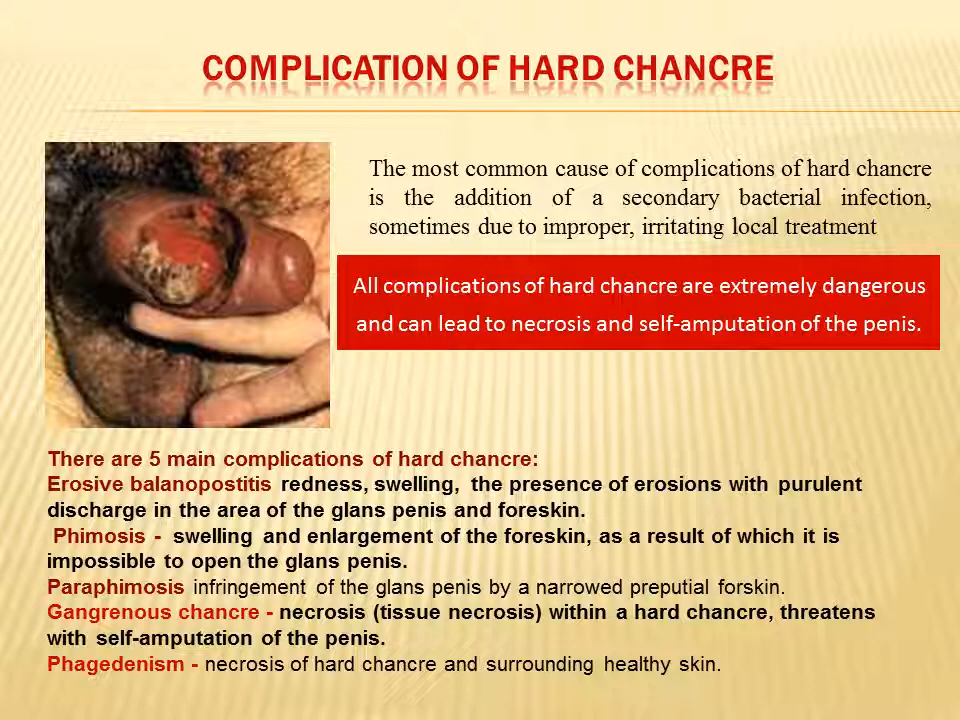 COMPLICATION OF HARD CHANCRE
The most common cause of complications of hard chancre
is the addition of a secondary bacterial infection,
sometimes due to improper, irritating local treatment
All complications of hard chancre are extremely dangerous
and can lead to necrosis and self-amputation of the penis.
There are 5 main complications of hard chancre:
Erosive balanopostitis redness, swelling, the presence of erosions with purulent
discharge in the area of the glans penis and foreskin.
Phimosis - swelling and enlargement of the foreskin, as a result of which it is
impossible to open the glans penis.
Paraphimosis infringement of the glans penis by a narrowed preputial forskin.
Gangrenous chancre - necrosis (tissue necrosis) within a hard chancre, threatens
with self-amputation of the penis.
Phagedenism - necrosis of hard chancre and surrounding healthy skin.